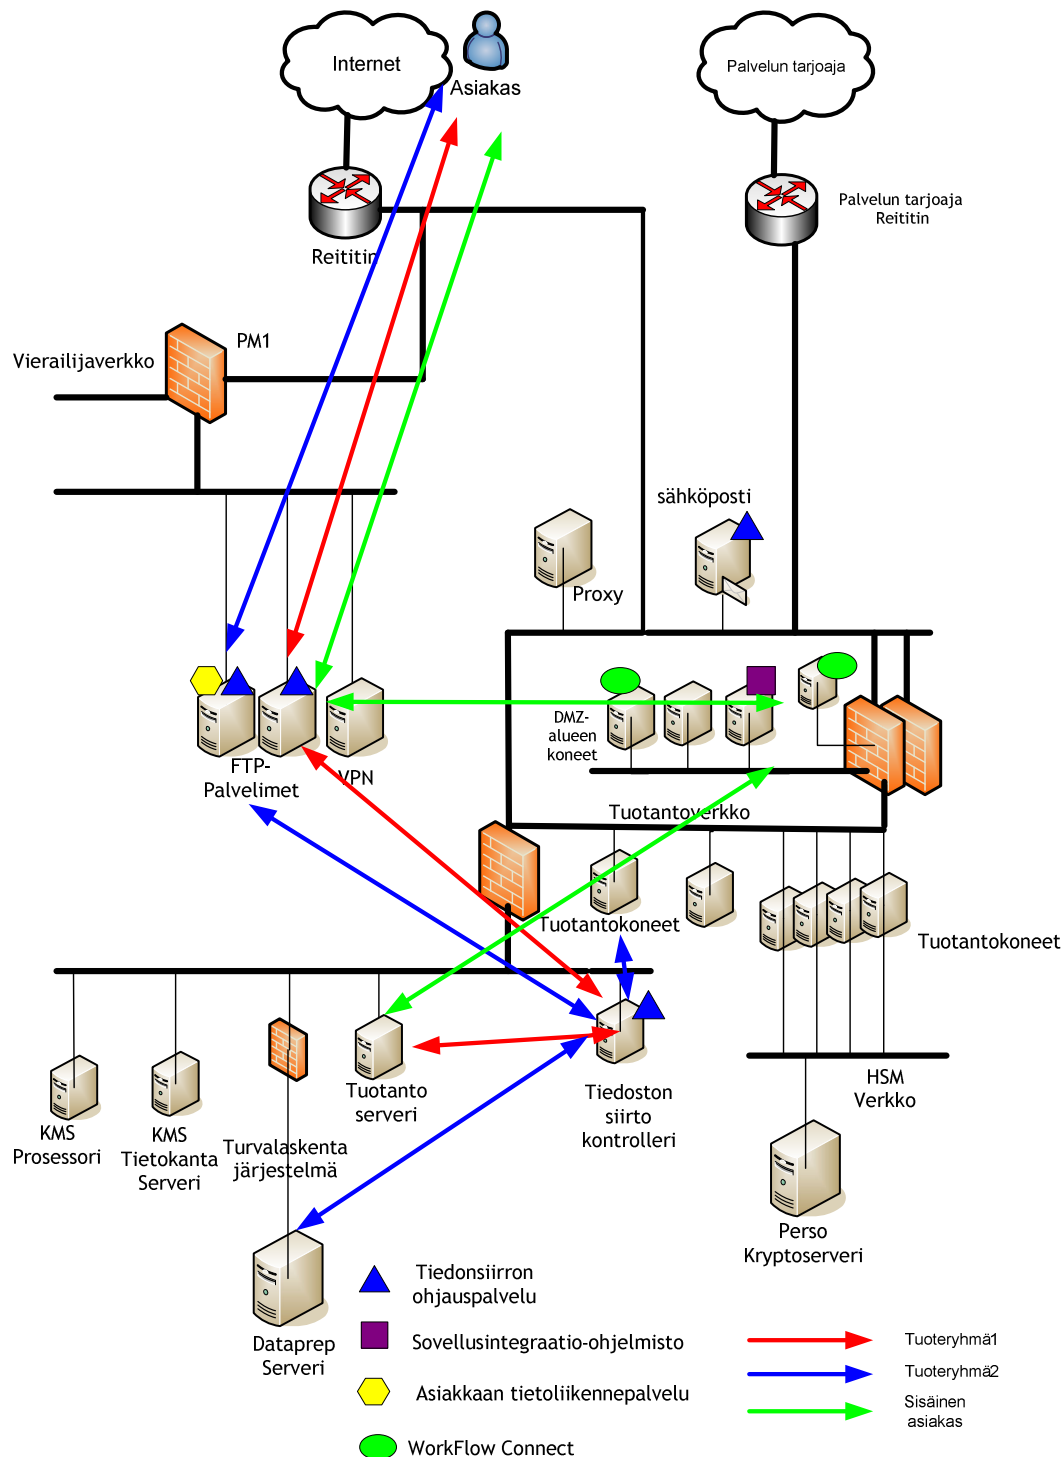 Internet
Asiakas
Palvelun tarjoaja
Palvelun tarjoaja
Reititin
Reititin
PM1
Vierailijaverkko
sähköposti
Proxy
DMZ-
alueen
koneet
FTP-
Palvelimet
VPN
Tuotantoverkko
Tuotantokoneet
Tuotantokoneet
HSM
Verkko
Tuotanto
serveri
Tiedoston
siirto
kontrolleri
KMS
Prosessori
KMS
Tietokanta
Serveri
Turvalaskenta
järjestelmä
Perso
Kryptoserveri
Dataprep
Serveri
Tiedonsiirron
ohjauspalvelu
Sovellusintegraatio-ohjelmisto
Asiakkaan tietoliikennepalvelu
WorkFlow Connect
Tuoteryhmä1
Tuoteryhmä2
Sisäinen
asiakas